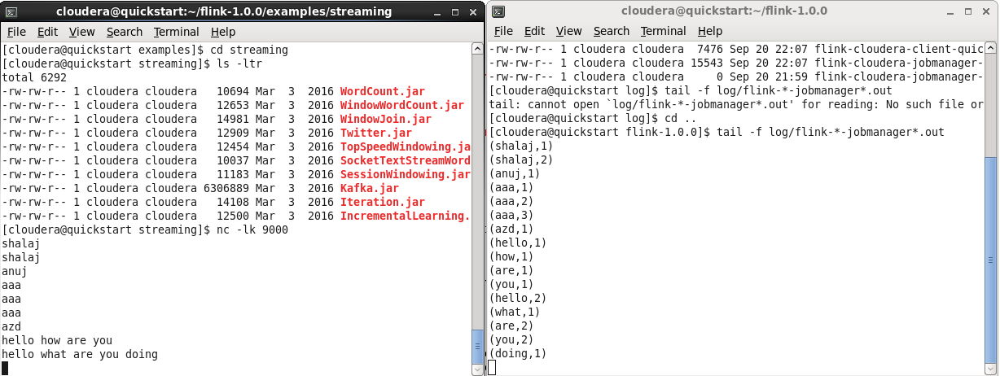 cloudera@quickstart:~/flink-1.0.0/examples/streaming
File Edit View Search Terminal Help
[cloudera@quickstart examples]$ cd streaming
[cloudera@quickstart streaming]$ ls -ltr
total 6292
-rw-rw-r-- 1 cloudera cloudera   10694 Mar  3  2016 WordCount.jar
-rw-rw-r-- 1 cloudera cloudera   12653 Mar  3  2016 WindowWordCount.jar
-rw-rw-r-- 1 cloudera cloudera   14981 Mar  3  2016 WindowJoin.jar
-rw-rw-r-- 1 cloudera cloudera   12909 Mar  3  2016 Twitter.jar
-rw-rw-r-- 1 cloudera cloudera   12454 Mar  3  2016 TopSpeedWindowing.ja
-rw-rw-r-- 1 cloudera cloudera   10037 Mar  3  2016 SocketTextStreamWord
-rw-rw-r-- 1 cloudera cloudera   11183 Mar  3  2016 SessionWindowing.jar
-rw-rw-r-- 1 cloudera cloudera 6306889 Mar  3  2016 Kafka.jar
-rw-rw-r-- 1 cloudera cloudera   14108 Mar  3  2016 Iteration.jar
-rw-rw-r-- 1 cloudera cloudera   12500 Mar  3  2016 IncrementalLearning.
[cloudera@quickstart streaming]$ nc -lk 9000
shalaj
shalaj
anuj
aaa
aaa
aaa
azd
hello how are you
hello what are you doing
cloudera@quickstart:~/flink-1.0.0
File Edit View Search Terminal Help
-rw-rw-r-- 1 cloudera cloudera  7476 Sep 20 22:07 flink-cloudera-client-quic
-rw-rw-r-- 1 cloudera cloudera 15543 Sep 20 22:07 flink-cloudera-jobmanager-
-rw-rw-r-- 1 cloudera cloudera     0 Sep 20 21:59 flink-cloudera-jobmanager-
[cloudera@quickstart log]$ tail -f log/flink-*-jobmanager*.out
tail: cannot open `log/flink-*-jobmanager*.out' for reading: No such file or
[cloudera@quickstart log]$ cd ..
[cloudera@quickstart flink-1.0.0]$ tail -f log/flink-*-jobmanager*.out
(shalaj,1)
(shalaj,2)
(anuj,1)
(aaa,1)
(aaa,2)
(aaa,3)
(azd,1)
(hello,1)
(how,1)
(are,1)
(you,1)
(hello,2)
(what,1)
(are,2)
(you,2)
(doing,1)